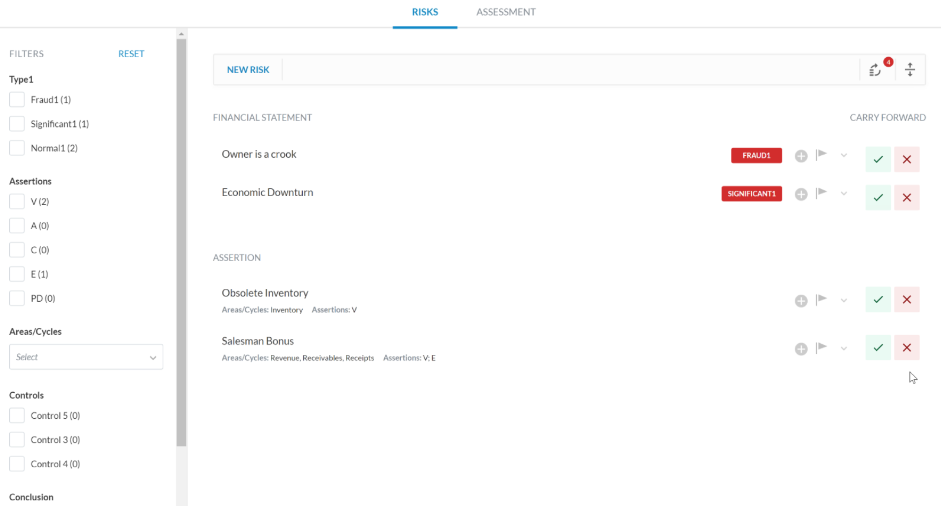 RISKS
ASSESSMENT
FILTERS
RESET
Type1
Fraud1 (1)
Significant1 (1)
Normal1 (2)
Assertions
V (2)
A (0)
C (0)
E (1)
PD (0)
Areas/Cycles
Select
Controls
Control 5 (0)
Control 3 (0)
Control 4 (0)
Conclusion
NEW RISK
4
FINANCIAL STATEMENT
CARRY FORWARD
Owner is a crook
FRAUD1
Economic Downturn
SIGNIFICANT1
ASSERTION
Obsolete Inventory
Areas/Cycles: Inventory Assertions: V
Salesman Bonus
Areas/Cycles: Revenue, Receivables, Receipts Assertions: V; E